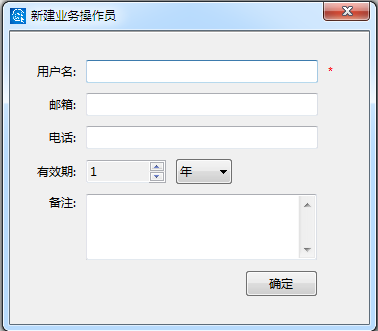 新建业务操作员
用户名: *
邮箱:
电话:
有效期: 1 年
备注:
确定